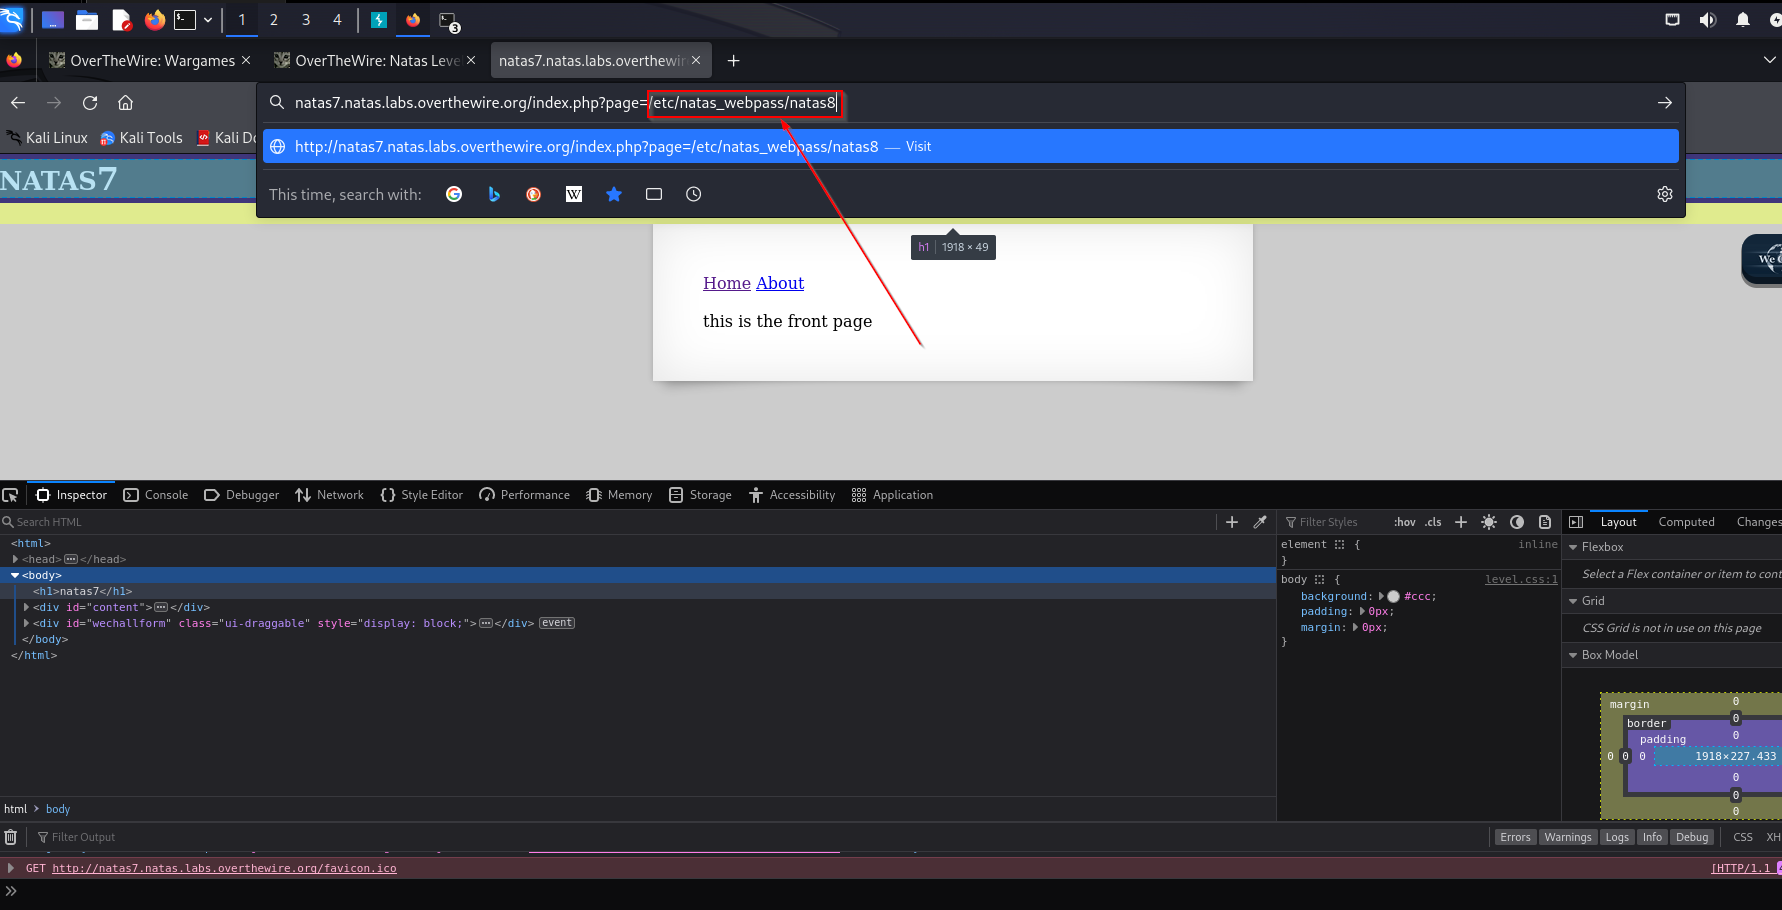 1 2 3 4 3
OverTheWire: Wargames × OverTheWire: Natas Leve × natas7.natas.labs.overthewir × +
natas7.natas.labs.overthewire.org/index.php?page=/etc/natas_webpass/natas8
Kali Linux Kali Tools Kali Do
http://natas7.natas.labs.overthewire.org/index.php?page=/etc/natas_webpass/natas8 — Visit
NATAS7
This time, search with:
h1 1918 × 49
We
Home About
this is the front page
Inspector Console Debugger Network Style Editor Performance Memory Storage Accessibility Application
Search HTML
Filter Styles :hov .cls
Layout Computed Changes
<html>
<head> </head>
<body>
<h1>natas7</h1>
<div id="content"> </div>
<div id="wechallform" class="ui-draggable" style="display: block;"> </div> event
</body>
</html>
element { inline
}
body { level.css:1
background: #ccc;
padding: 0px;
margin: 0px;
}
Flexbox
Select a Flex container or item to cont
Grid
CSS Grid is not in use on this page
Box Model
margin 0
border 0
padding 0
0 0 0 1918×227.433
0
0
0
html > body
Filter Output
Errors Warnings Logs Info Debug CSS XH
GET http://natas7.natas.labs.overthewire.org/favicon.ico [HTTP/1.1